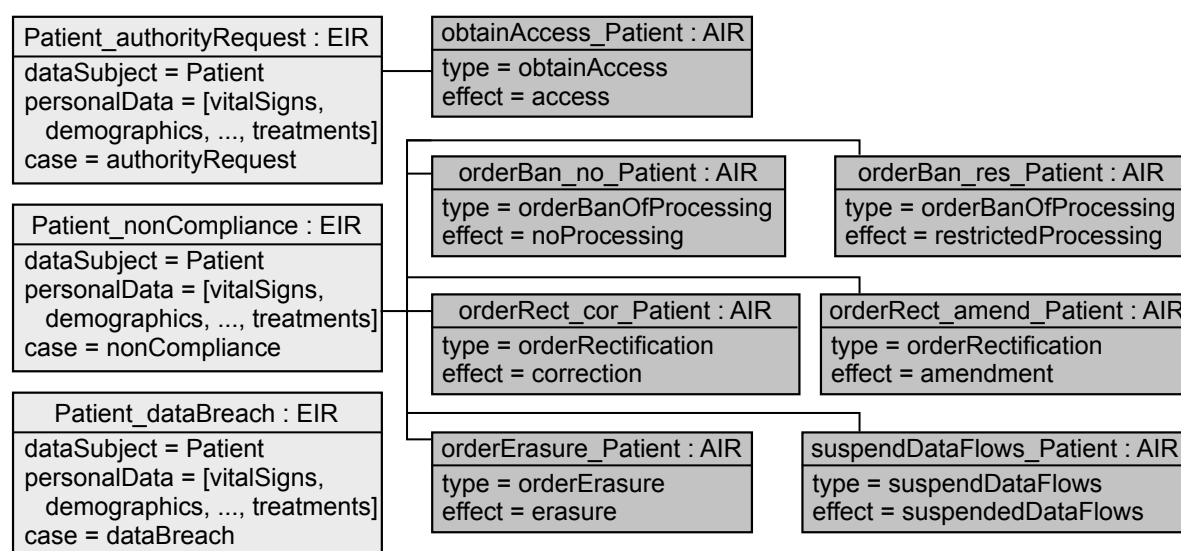 Patient_authorityRequest : EIR
dataSubject = Patient
personalData = [vitalSigns,
demographics, ..., treatments]
case = authorityRequest
obtainAccess_Patient : AIR
type = obtainAccess
effect = access
orderBan_no_Patient : AIR
type = orderBanOfProcessing
effect = noProcessing
orderBan_res_Patient : AIR
type = orderBanOfProcessing
effect = restrictedProcessing
Patient_nonCompliance : EIR
dataSubject = Patient
personalData = [vitalSigns,
demographics, ..., treatments]
case = nonCompliance
orderRect_cor_Patient : AIR
type = orderRectification
effect = correction
orderRect_amend_Patient : AIR
type = orderRectification
effect = amendment
Patient_dataBreach : EIR
dataSubject = Patient
personalData = [vitalSigns,
demographics, ..., treatments]
case = dataBreach
orderErasure_Patient : AIR
type = orderErasure
effect = erasure
suspendDataFlows_Patient : AIR
type = suspendDataFlows
effect = suspendedDataFlows